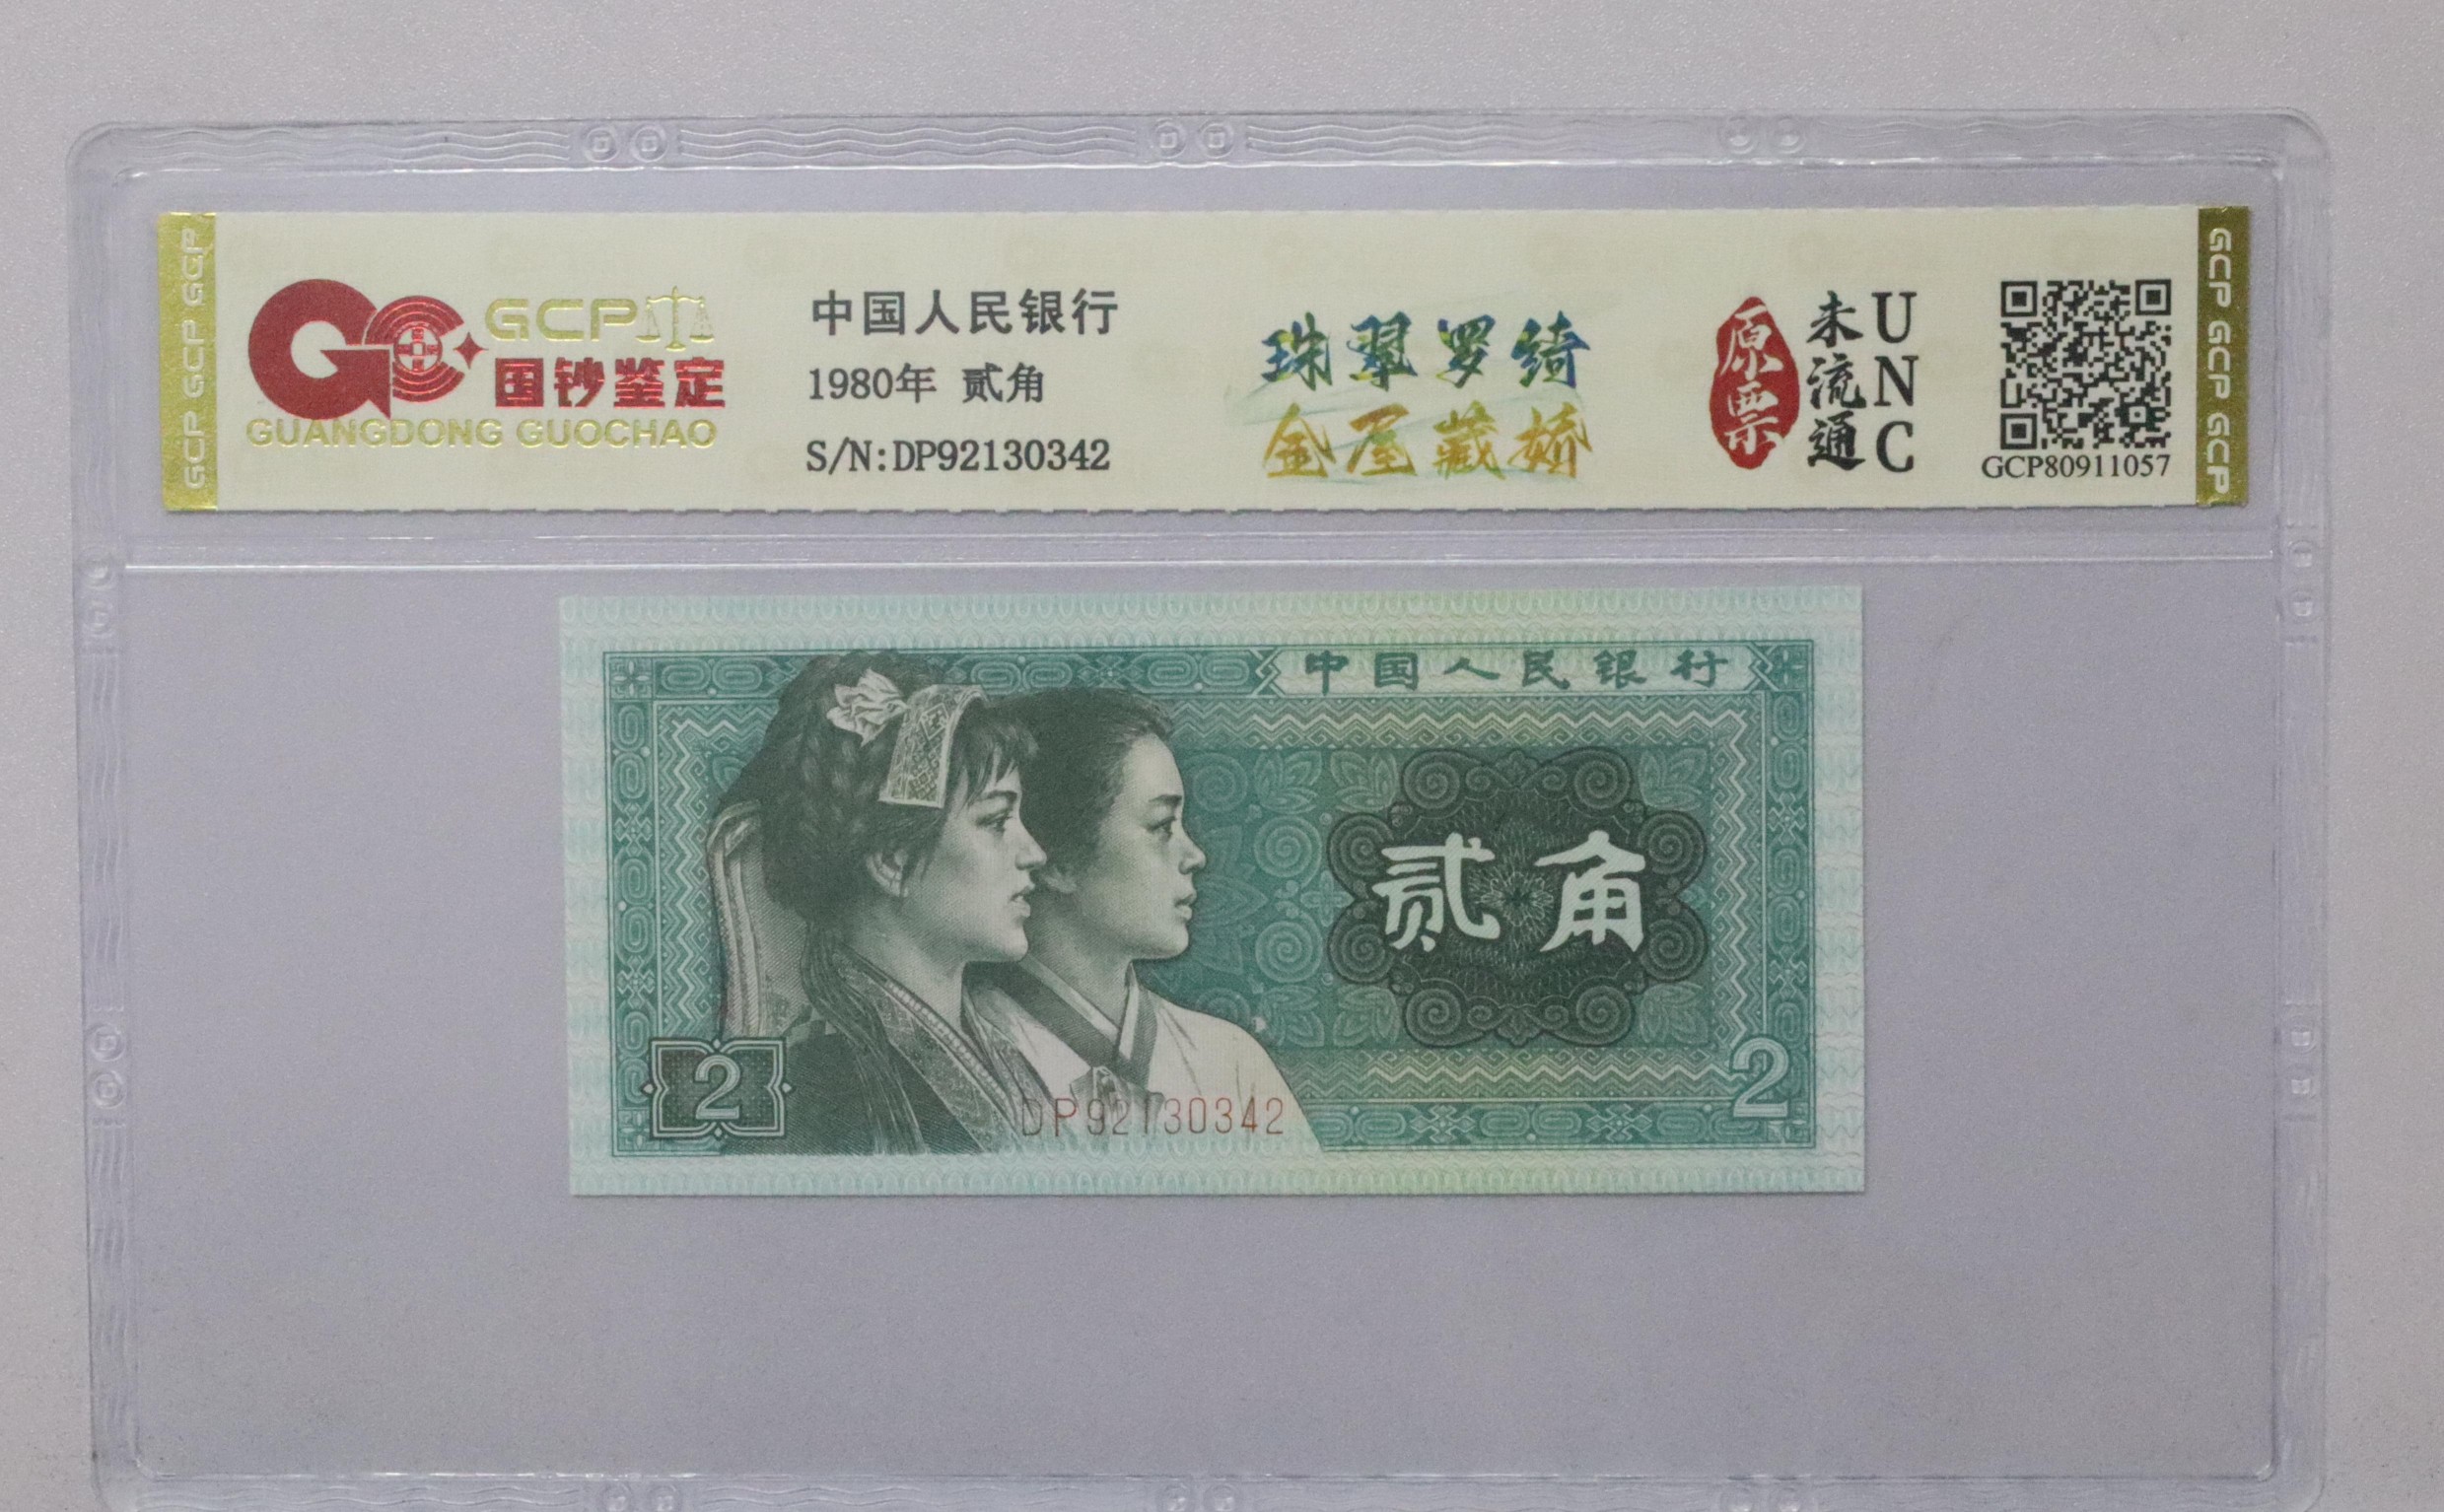 GCP GCP GCP
GCP
国钞鉴定
GUANGDONG GUOCHAO
中国人民银行
1980年 贰角
S/N:DP92130342
珠翠罗绮
金屋藏娇
原票
未流通
UNC
GCP80911057
GCP GCP GCP
中国人民银行
贰角
2
DP92130342
2